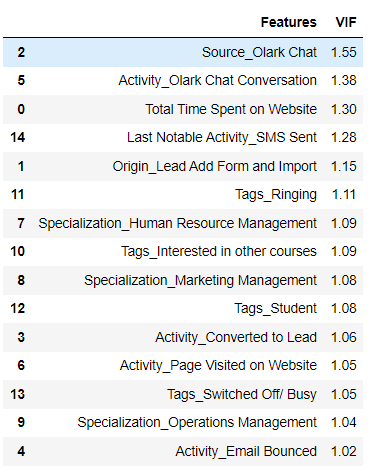 Features VIF
2 Source_Olark Chat 1.55
5 Activity_Olark Chat Conversation 1.38
0 Total Time Spent on Website 1.30
14 Last Notable Activity_SMS Sent 1.28
1 Origin_Lead Add Form and Import 1.15
11 Tags_Ringing 1.11
7 Specialization_Human Resource Management 1.09
10 Tags_Interested in other courses 1.09
8 Specialization_Marketing Management 1.08
12 Tags_Student 1.08
3 Activity_Converted to Lead 1.06
6 Activity_Page Visited on Website 1.05
13 Tags_Switched Off/ Busy 1.05
9 Specialization_Operations Management 1.04
4 Activity_Email Bounced 1.02